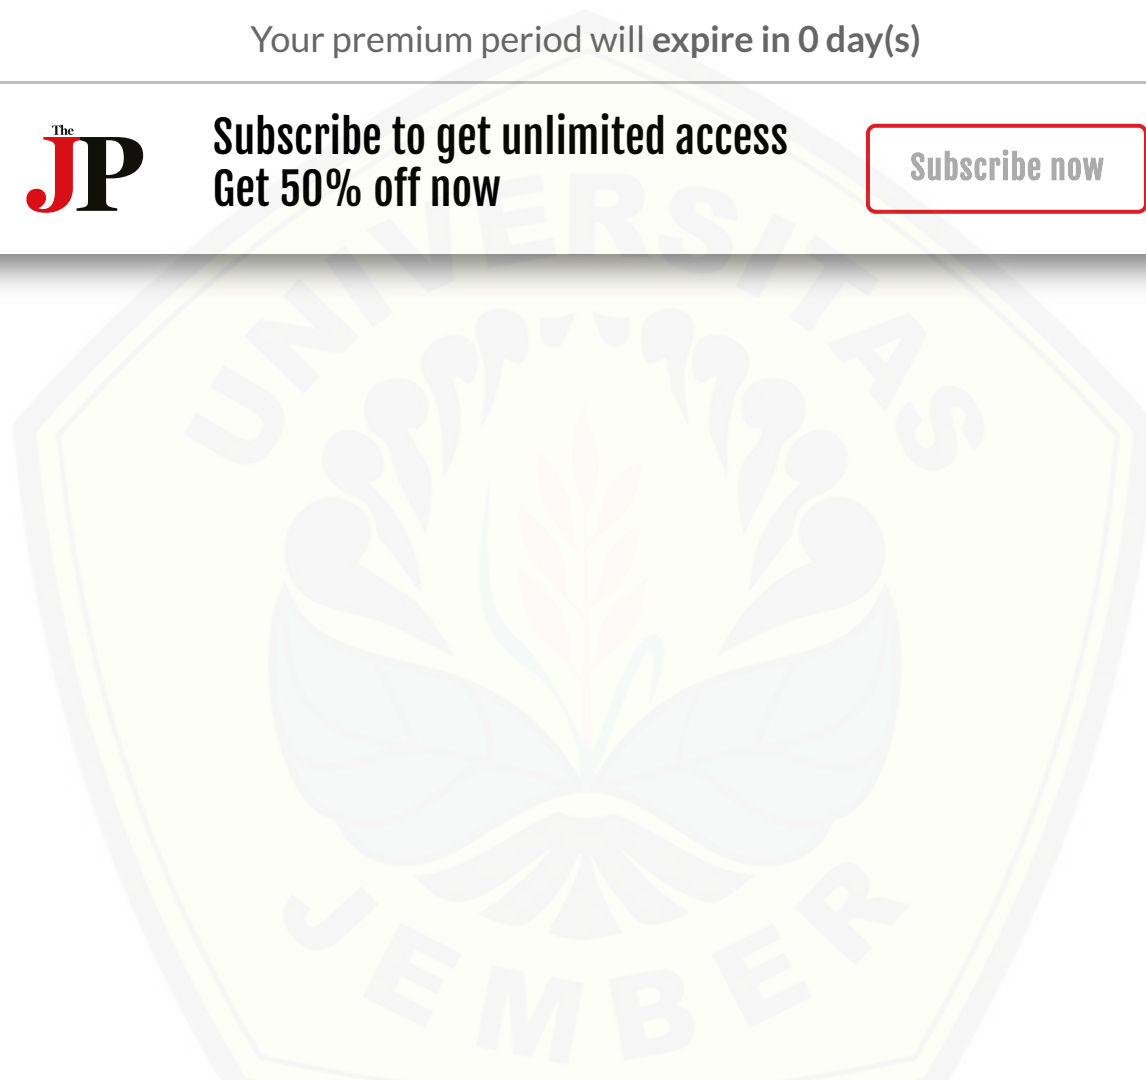 Your premium period will expire in 0 day(s)
The
JP
Subscribe to get unlimited access
Get 50% off now
Subscribe now
UNIVERSITAS
JEMBER